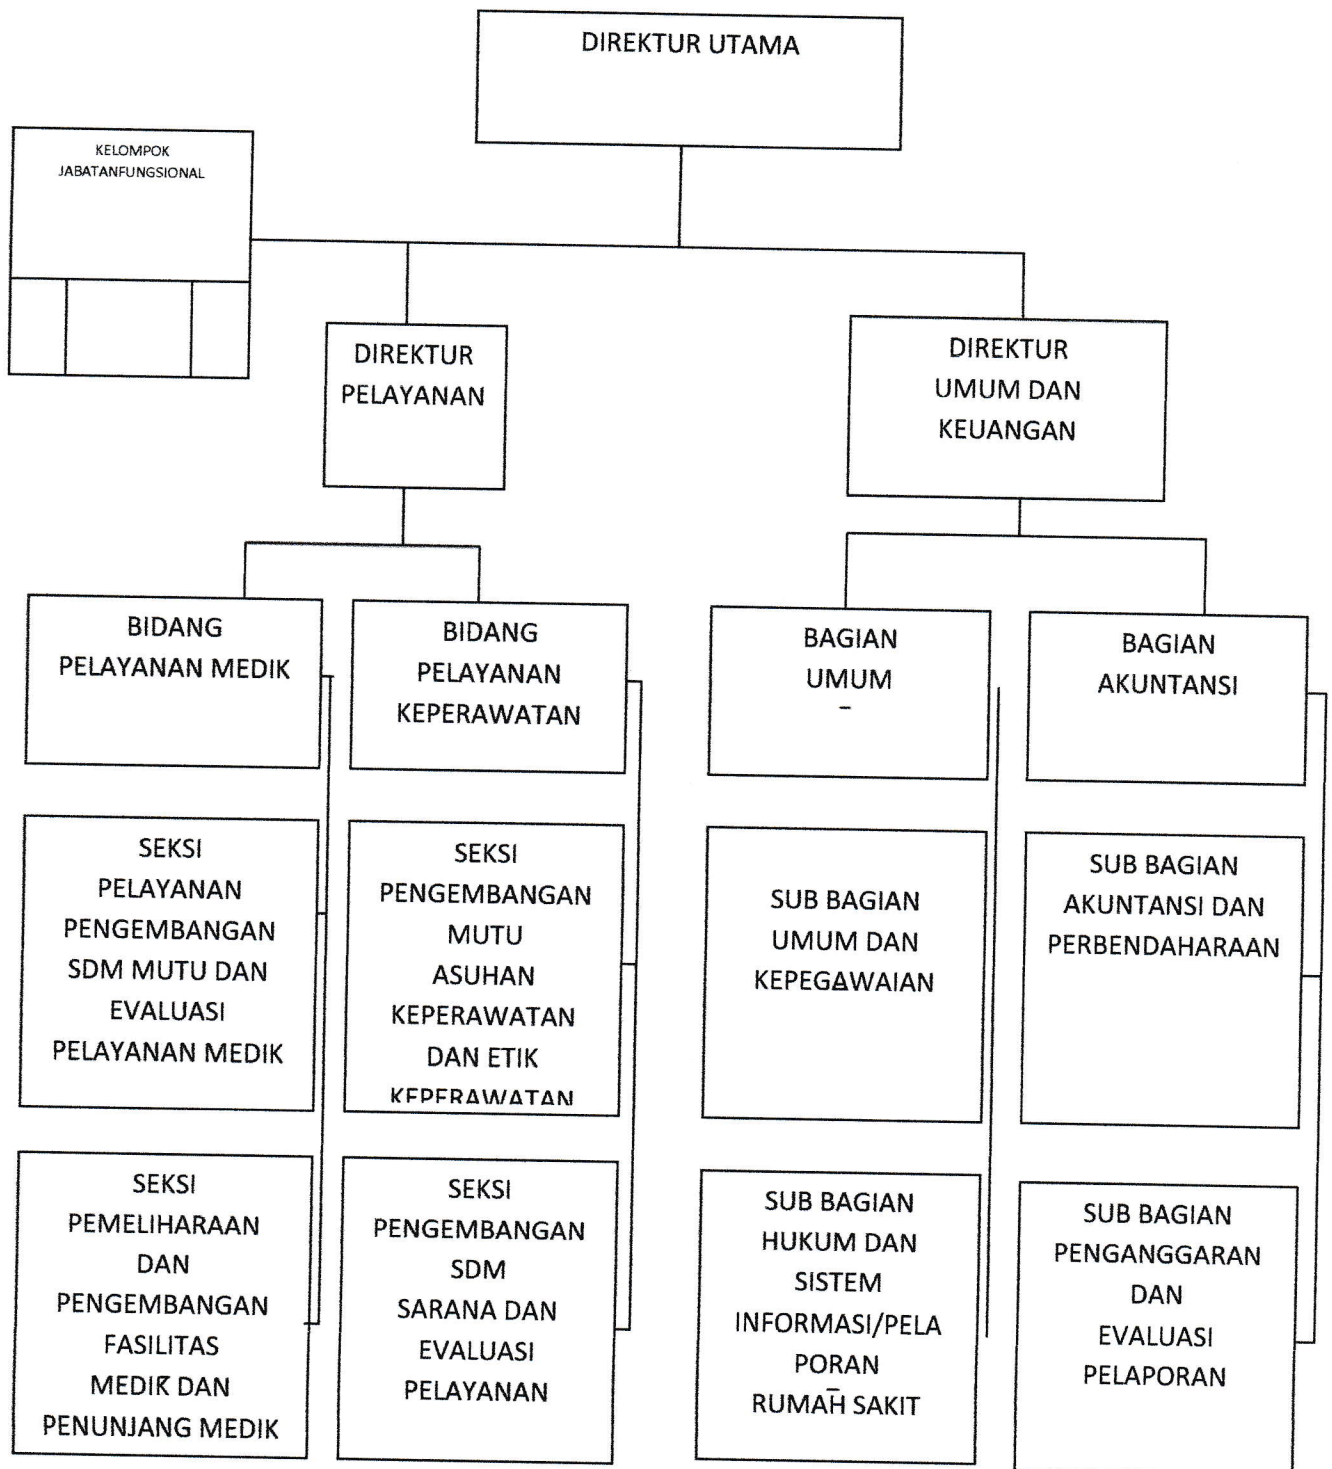 DIREKTUR UTAMA
KELOMPOK
JABATANFUNGSIONAL
DIREKTUR
PELAYANAN
DIREKTUR
UMUM DAN
KEUANGAN
BIDANG
PELAYANAN MEDIK
BIDANG
PELAYANAN
KEPERAWATAN
BAGIAN
UMUM
BAGIAN
AKUNTANSI
SEKSI
PELAYANAN
PENGEMBANGAN
SDM MUTU DAN
EVALUASI
PELAYANAN MEDIK
SEKSI
PENGEMBANGAN
MUTU
ASUHAN
KEPERAWATAN
DAN ETIK
KEPERAWATAN
SUB BAGIAN
UMUM DAN
KEPEGAWAIAN
SUB BAGIAN
AKUNTANSI DAN
PERBENDAHARAAN
SEKSI
PEMELIHARAAN
DAN
PENGEMBANGAN
FASILITAS
MEDIK DAN
PENUNJANG MEDIK
SEKSI
PENGEMBANGAN
SDM
SARANA DAN
EVALUASI
PELAYANAN
SUB BAGIAN
HUKUM DAN
SISTEM
INFORMASI/PELA
PORAN
RUMAH SAKIT
SUB BAGIAN
PENGANGGARAN
DAN
EVALUASI
PELAPORAN